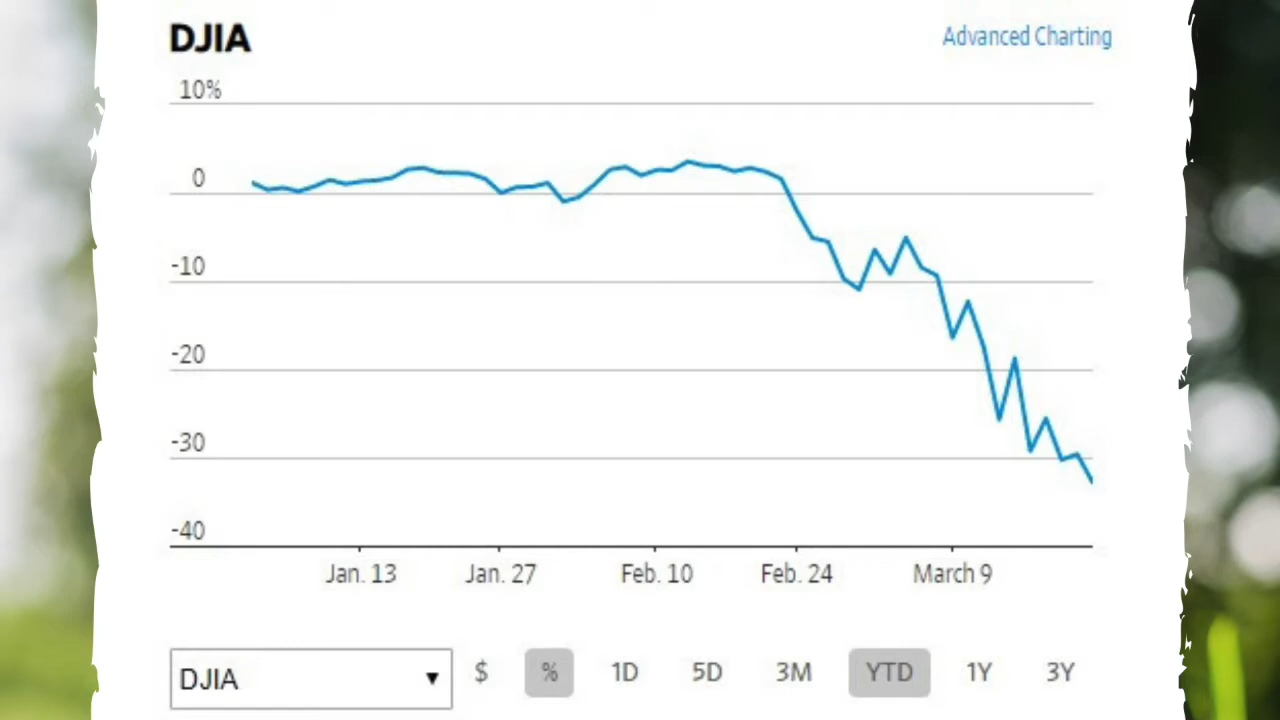 DJIA
Advanced Charting
10%
0
-10
-20
-30
-40
Jan. 13 Jan. 27 Feb. 10 Feb. 24 March 9
DJIA ▼ $ % 1D 5D 3M YTD 1Y 3Y